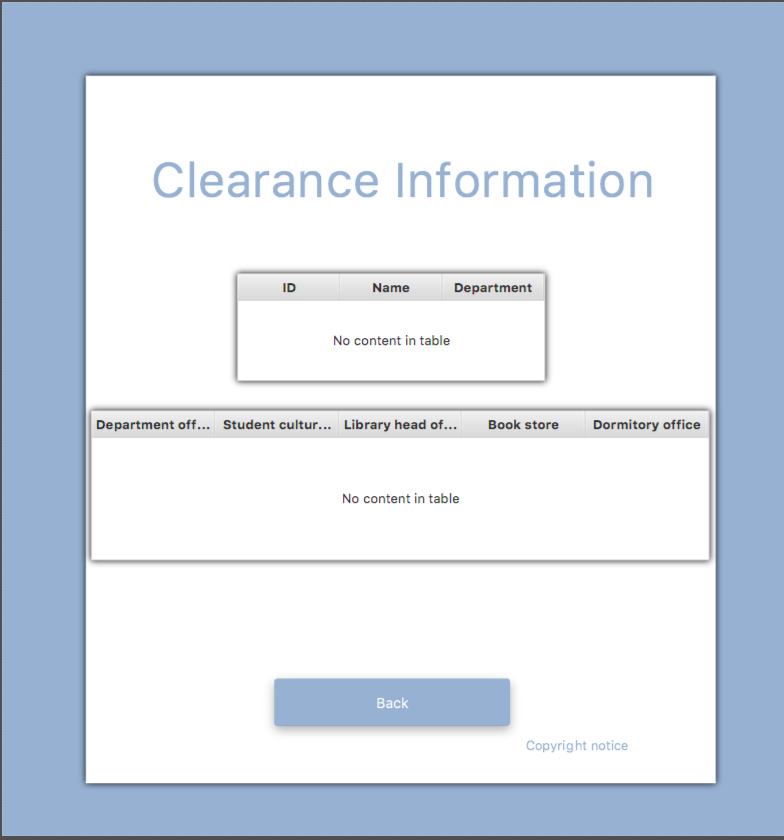 Clearance Information
ID Name Department
No content in table
Department off... Student cultur... Library head of... Book store Dormitory office
No content in table
Back
Copyright notice